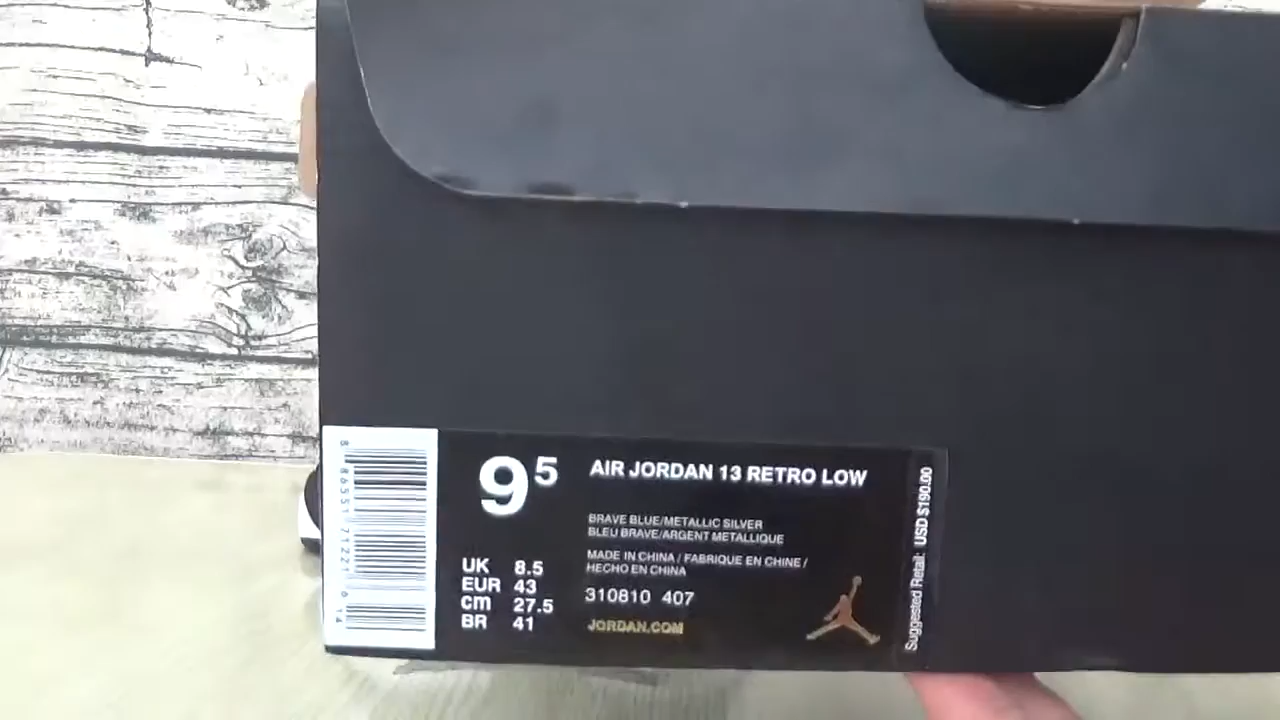 9⁵
AIR JORDAN 13 RETRO LOW
BRAVE BLUE/METALLIC SILVER
BLEU BRAVE/ARGENT METALLIQUE
MADE IN CHINA / FABRIQUE EN CHINE /
HECHO EN CHINA
UK 8.5
EUR 43
cm 27.5
BR 41
310810 407
JORDAN.COM
Suggested Retail: USD $190.00